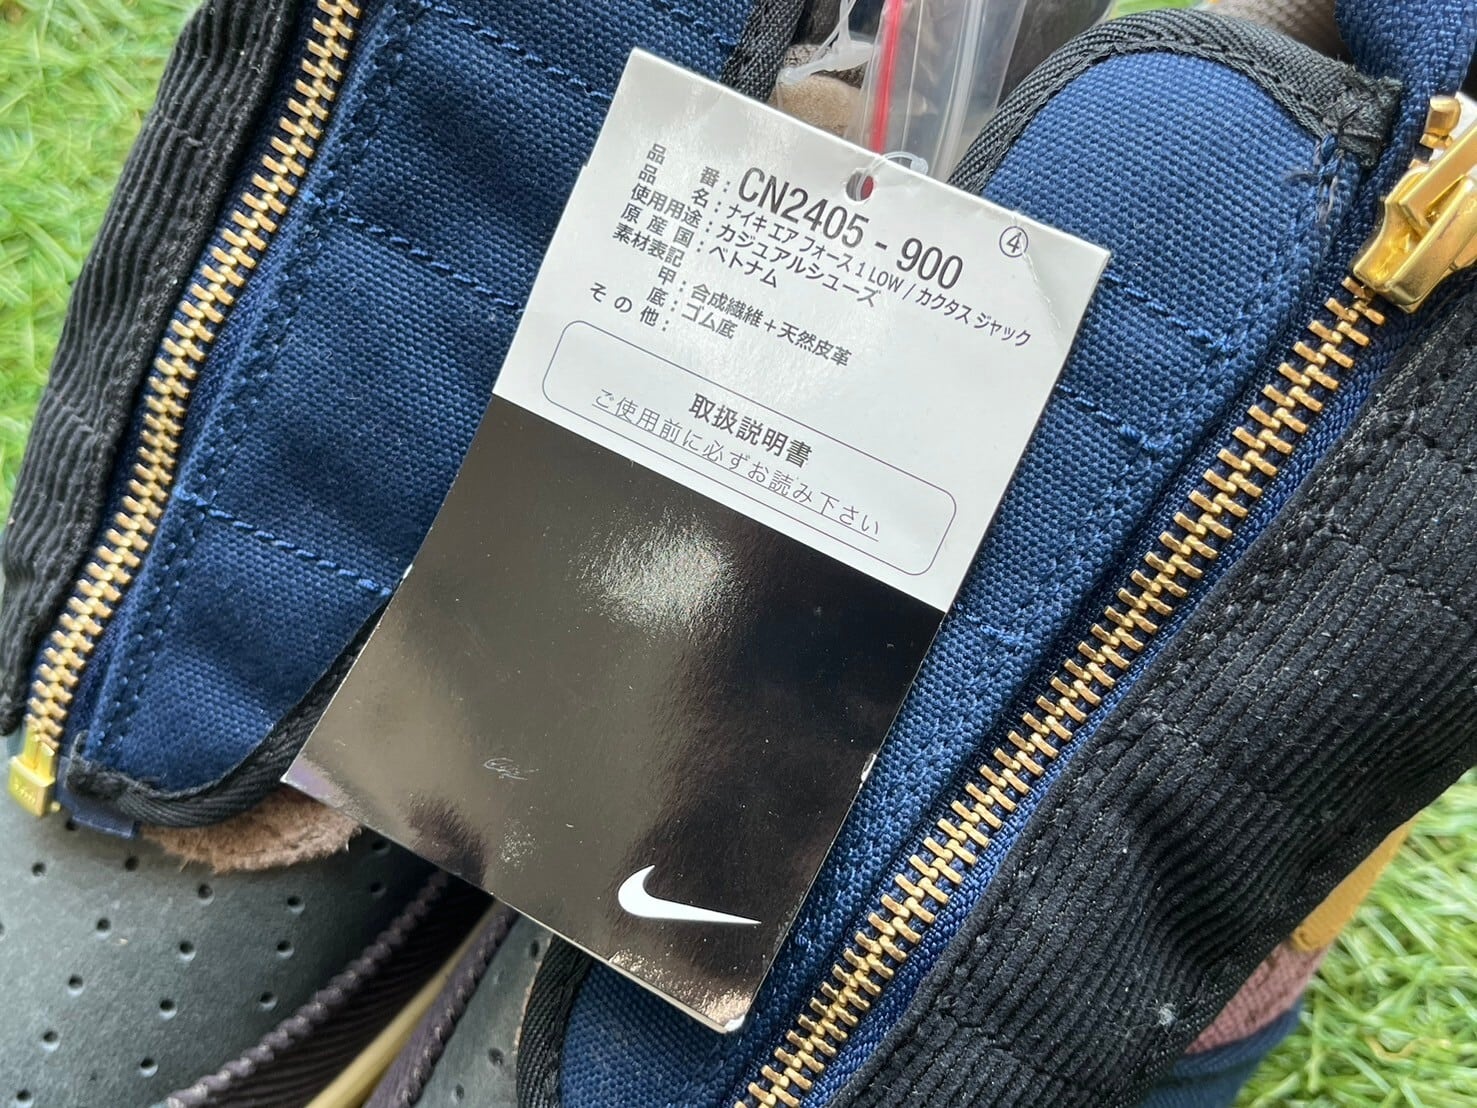 ④
品番：CN2405 - 900
品名：ナイキ エア フォース 1 LOW / カクタス ジャック
使用用途：カジュアルシューズ
原産国：ベトナム
素材表記
甲：合成繊維＋天然皮革
底：ゴム底
その他：
取扱説明書
ご使用前に必ずお読み下さい